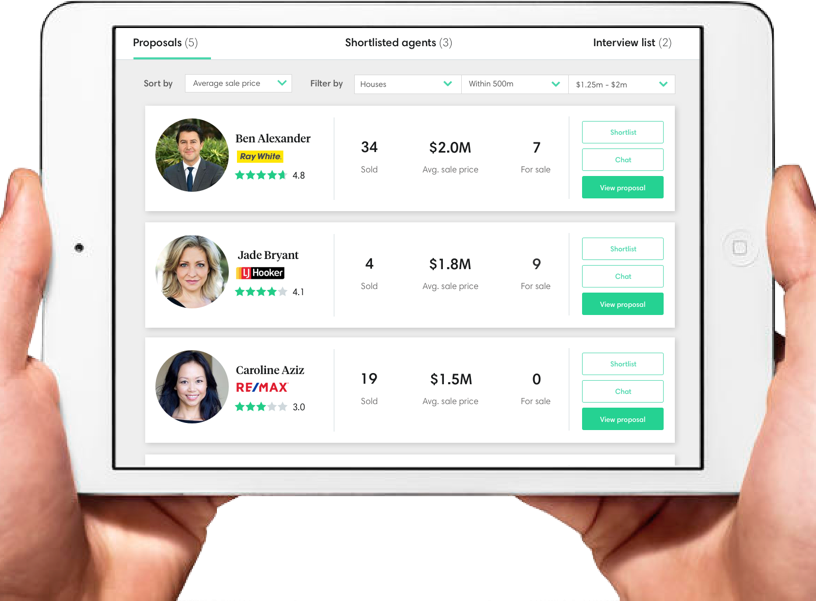 Proposals (5) Shortlisted agents (3) Interview list (2)
Sort by Average sale price Filter by Houses Within 500m $1.25m - $2m
Ben Alexander
Ray White
4.8
34 $2.0M 7
Sold Avg. sale price For sale
Shortlist
Chat
View proposal
Jade Bryant
LJ Hooker
4.1
4 $1.8M 9
Sold Avg. sale price For sale
Shortlist
Chat
View proposal
Caroline Aziz
RE/MAX
3.0
19 $1.5M 0
Sold Avg. sale price For sale
Shortlist
Chat
View proposal